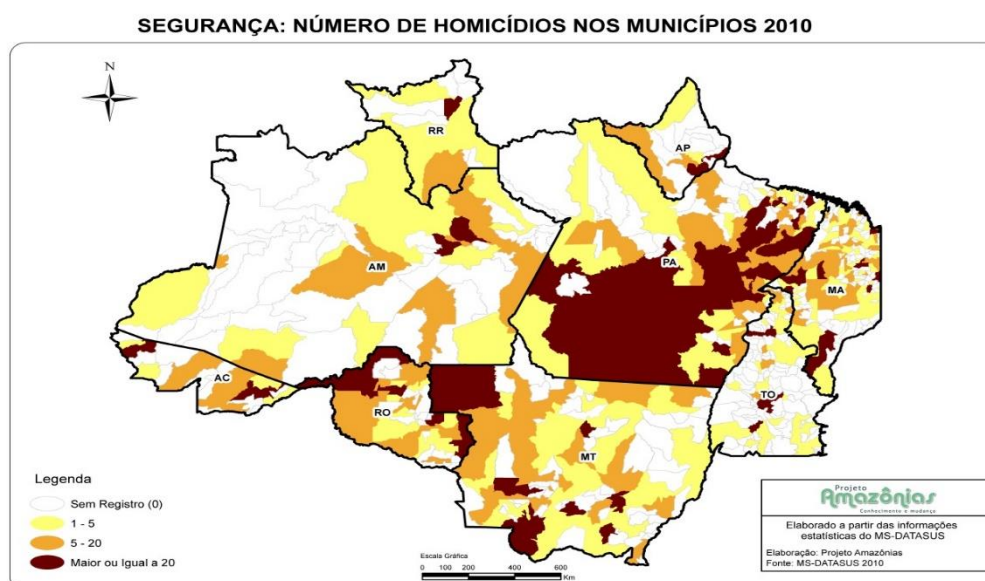 SEGURANÇA: NÚMERO DE HOMICÍDIOS NOS MUNICÍPIOS 2010
N
RR
AP
AM
PA
MA
AC
RO
TO
MT
Legenda
Sem Registro (0)
1 - 5
5 - 20
Maior ou Igual a 20
Escala Gráfica
0 100 200 400 600
Km
Projeto
Amazônias
Conhecimento e mudança
Elaborado a partir das informações
estatísticas do MS-DATASUS
Elaboração: Projeto Amazônias
Fonte: MS-DATASUS 2010